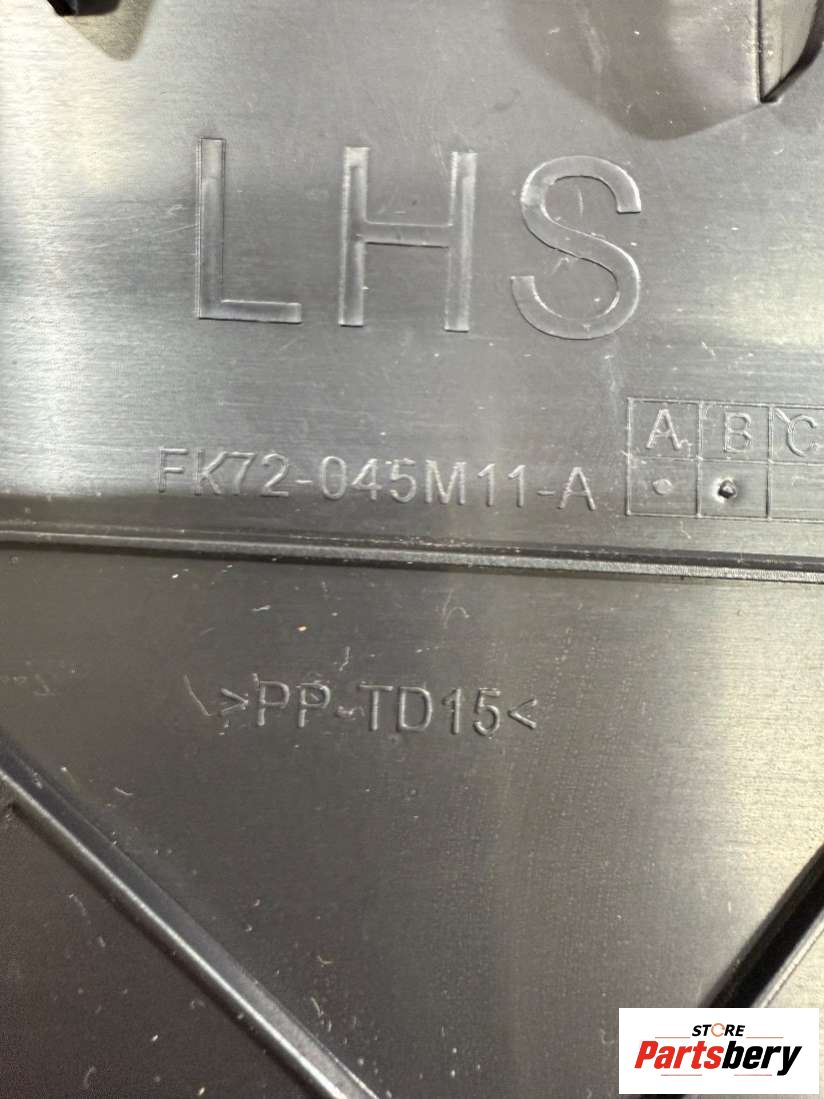 LHS
A B C
FK72-045M11-A
>PP-TD15<
STORE
Partsbery